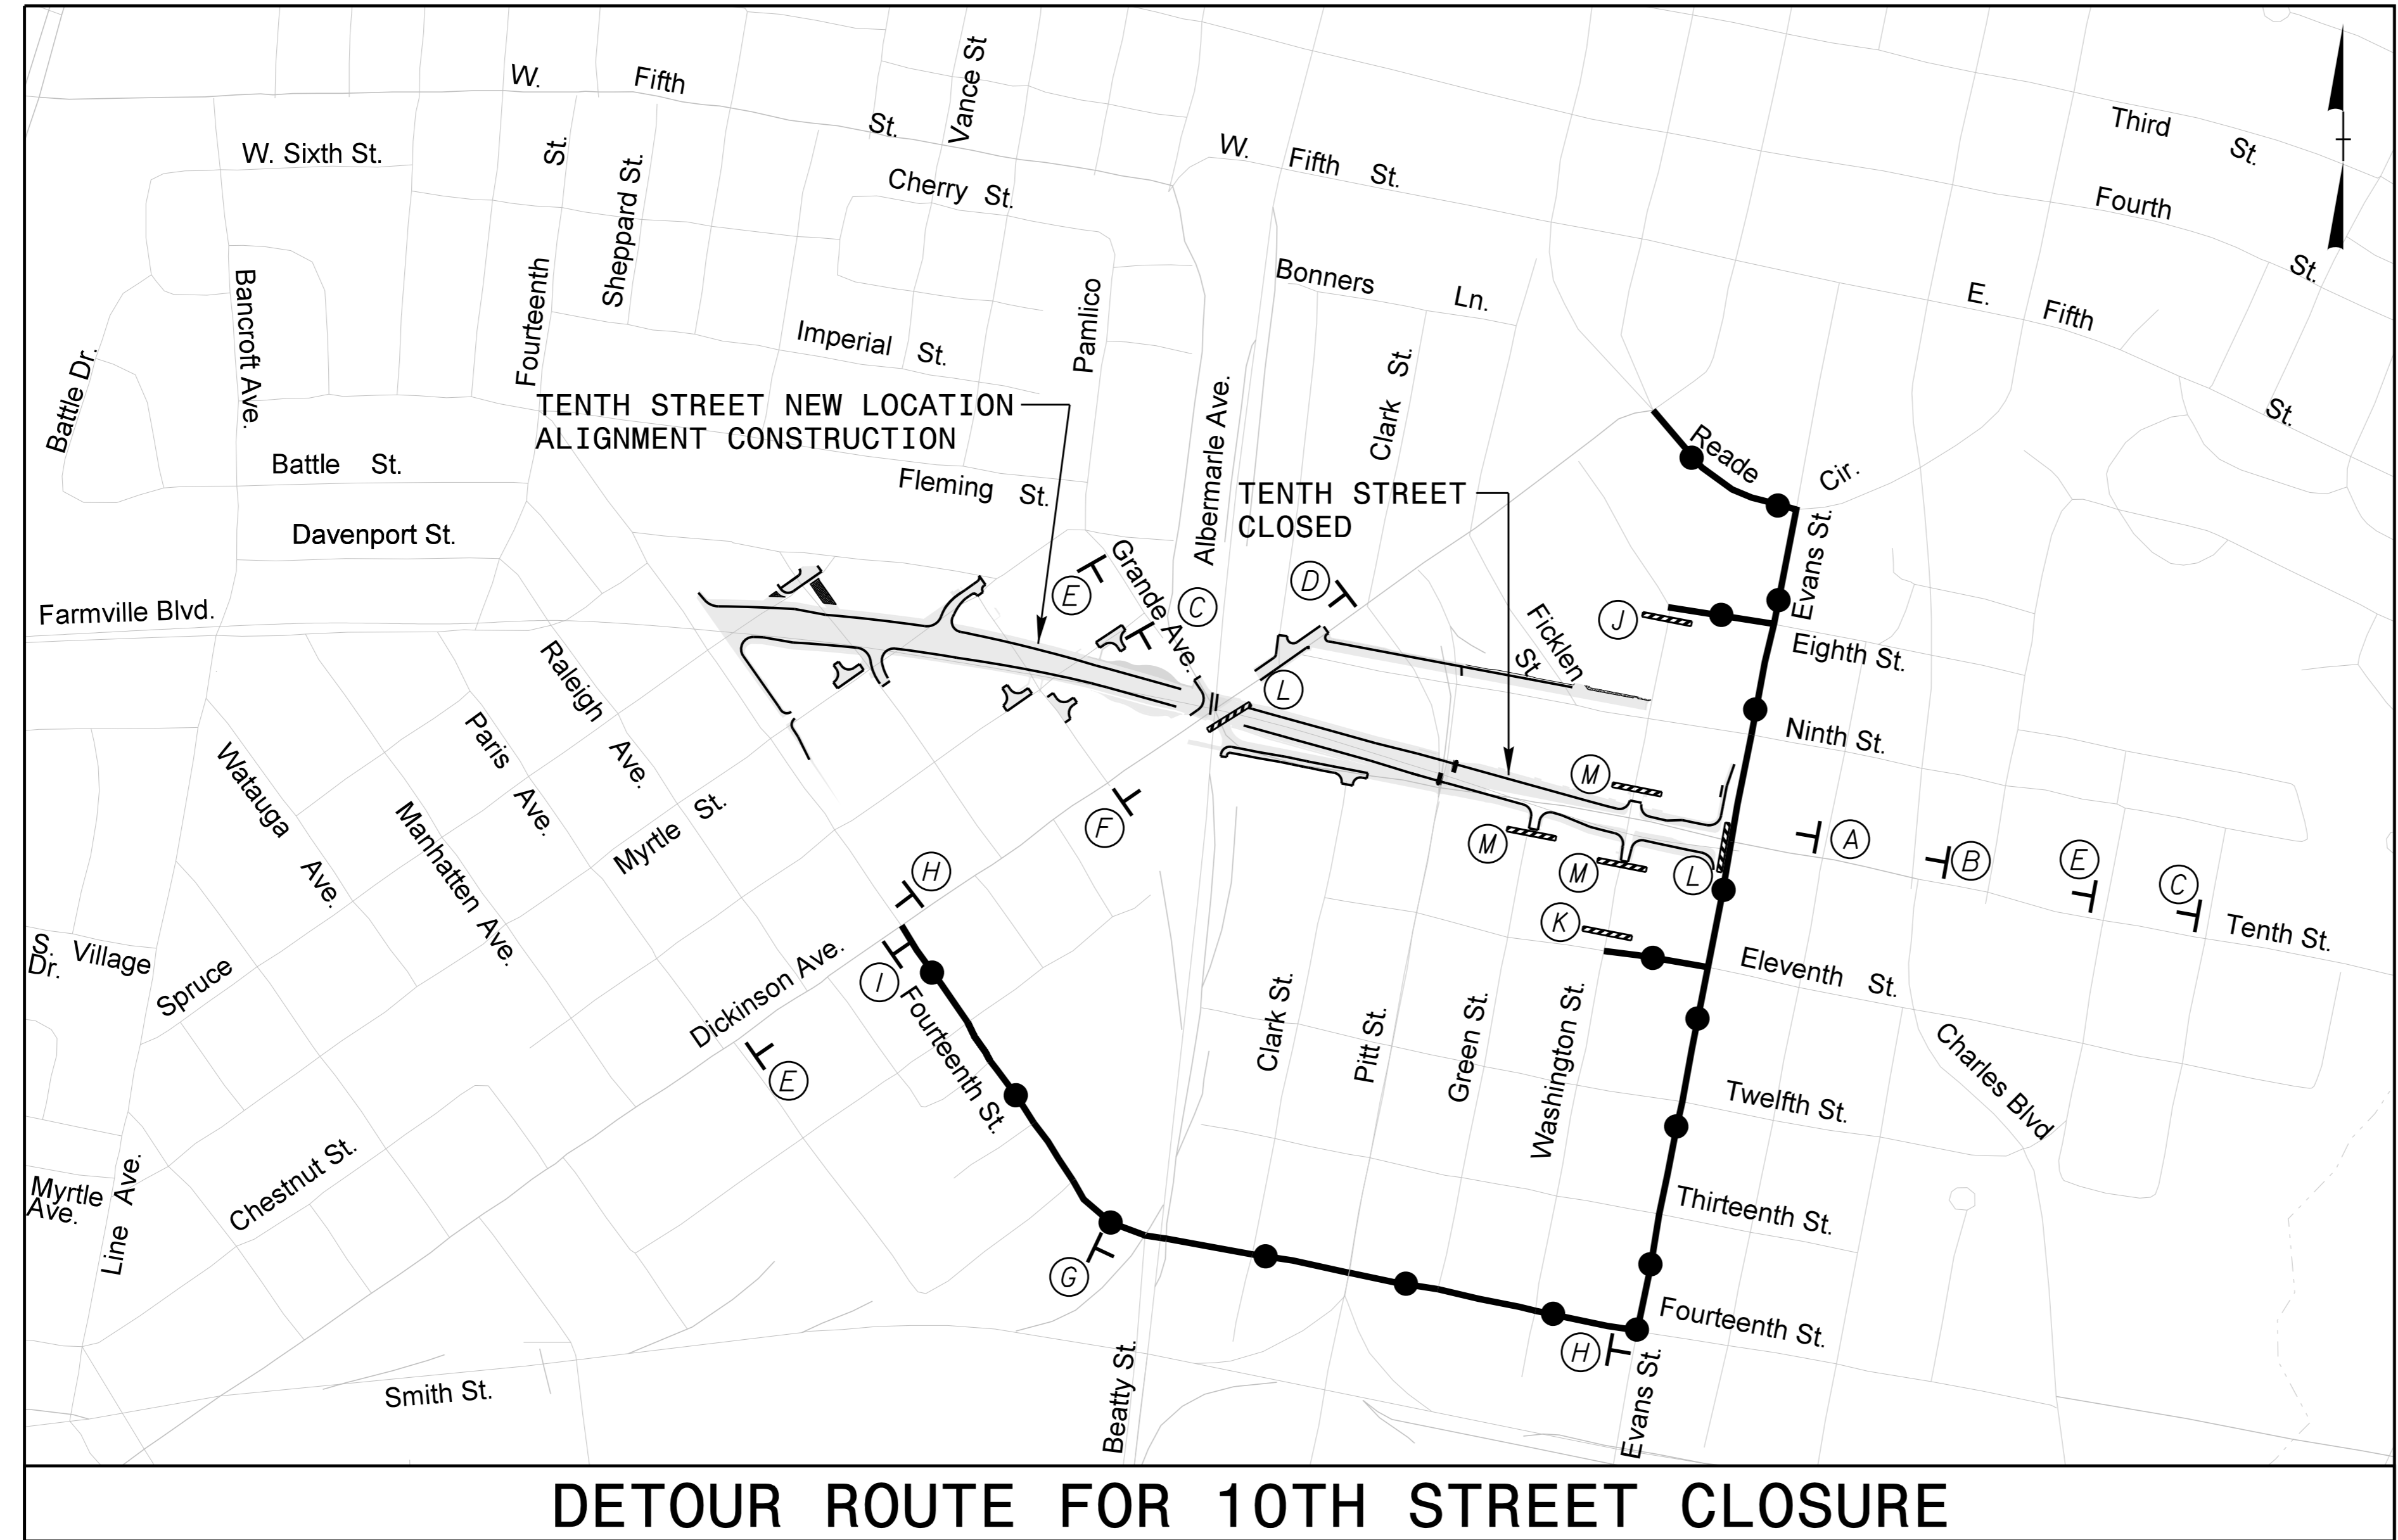 W. Fifth St.
Vance St
W. Sixth St.
St.
Sheppard St.
Cherry St.
W. Fifth St.
Third St.
Fourth St.
Bonners Ln.
E. Fifth St.
Battle Dr.
Bancroft Ave.
Fourteenth
Imperial St.
Pamlico
Albermarle Ave.
Clark St.
TENTH STREET NEW LOCATION
ALIGNMENT CONSTRUCTION
Battle St.
Fleming St.
TENTH STREET
CLOSED
Reade Cir.
Davenport St.
Evans St.
Grande Ave.
E
C
D
J
Ficklen
St
Farmville Blvd.
Eighth St.
Raleigh Ave.
L
Paris Ave.
Watauga Ave.
Manhatten Ave.
Myrtle St.
Ninth St.
M
F
M
M
L
A
B
E
C
H
K
Tenth St.
S. Village
Dr.
Spruce
Dickinson Ave.
I
Fourteenth St.
E
Eleventh St.
Clark St.
Pitt St.
Green St.
Washington St.
Charles Blvd
Twelfth St.
Chestnut St.
Myrtle
Ave.
Line Ave.
Thirteenth St.
G
Fourteenth St.
H
Smith St.
Beatty St.
Evans St.
DETOUR ROUTE FOR 10TH STREET CLOSURE